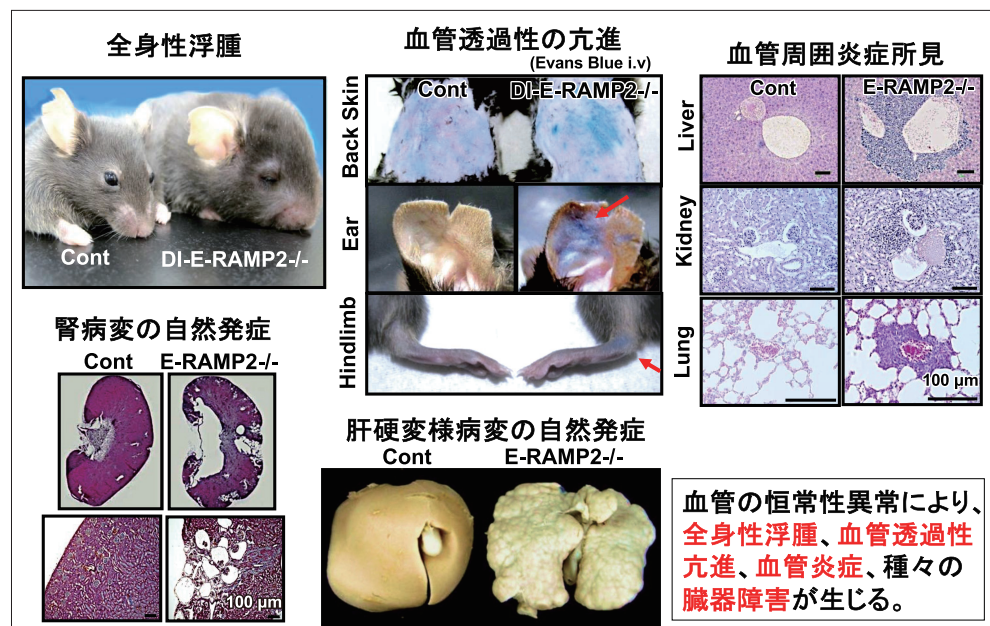 全身性浮腫
Cont
DI-E-RAMP2-/-
血管透過性の亢進
(Evans Blue i.v)
Cont
DI-E-RAMP2-/-
Back Skin
Ear
Hindlimb
血管周囲炎症所見
Cont
E-RAMP2-/-
Liver
Kidney
Lung
100 μm
腎病変の自然発症
Cont
E-RAMP2-/-
100 μm
肝硬変様病変の自然発症
Cont
E-RAMP2-/-
血管の恒常性異常により、
全身性浮腫、血管透過性
亢進、血管炎症、種々の
臓器障害が生じる。